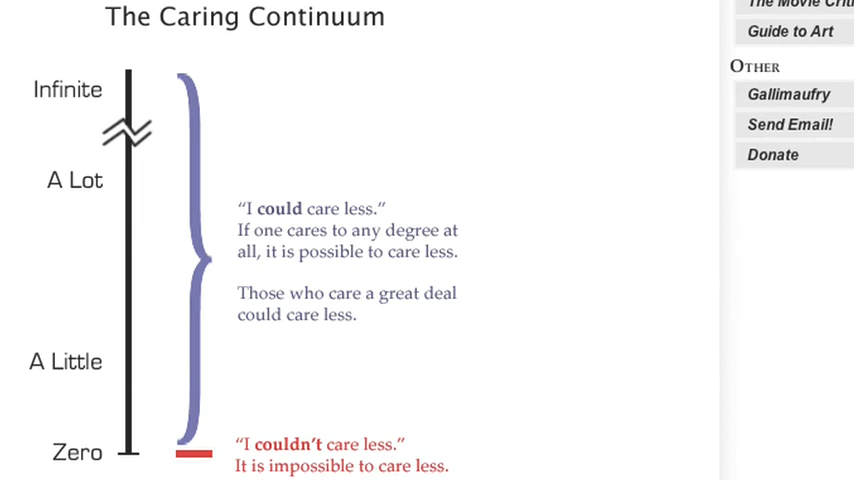 The Caring Continuum
Infinite
A Lot
A Little
Zero
“I could care less.”
If one cares to any degree at
all, it is possible to care less.
Those who care a great deal
could care less.
“I couldn’t care less.”
It is impossible to care less.
The Movie
Guide to Art
Other
Gallimaufry
Send Email!
Donate